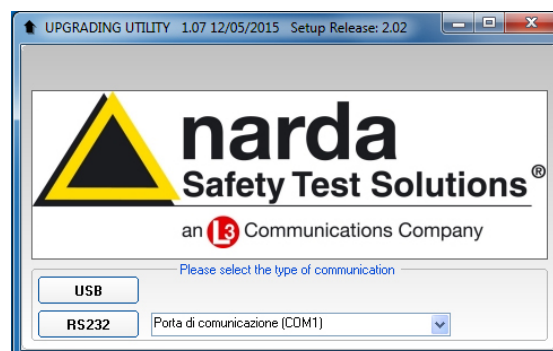 UPGRADING UTILITY 1.07 12/05/2015 Setup Release: 2.02
narda
Safety Test Solutions®
an L3 Communications Company
Please select the type of communication
USB
RS232 Porta di comunicazione (COM1)